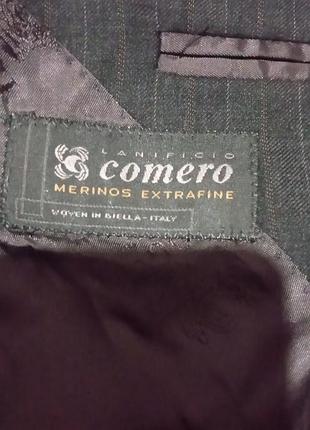 LANIFICIO
comero
MERINOS EXTRAFINE
WOVEN IN BIELLA - ITALY